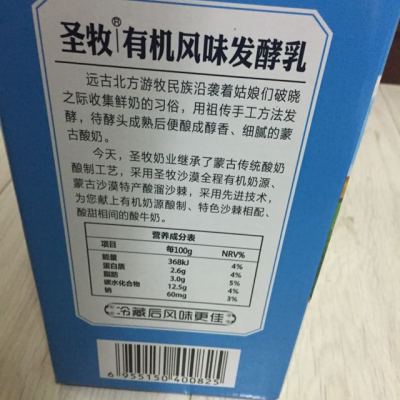 圣牧® 有机风味发酵乳
远古北方游牧民族沿袭着姑娘们破晓
之际收集鲜奶的习俗，用祖传手工方法发
酵，待酵头成熟后便酿成醇香、细腻的蒙
古酸奶。
今天，圣牧奶业继承了蒙古传统酸奶
酿制工艺，采用圣牧沙漠全程有机奶源、
蒙古沙漠特产酸溜沙棘，采用先进技术，
为您献上有机奶源酿制、特色沙棘相配、
酸甜相间的酸牛奶。
营养成分表
项目 每100g NRV%
能量 368kJ 4%
蛋白质 2.6g 4%
脂肪 3.0g 5%
碳水化合物 12.5g 4%
钠 60mg 3%
冷藏后风味更佳
6 955150 400825